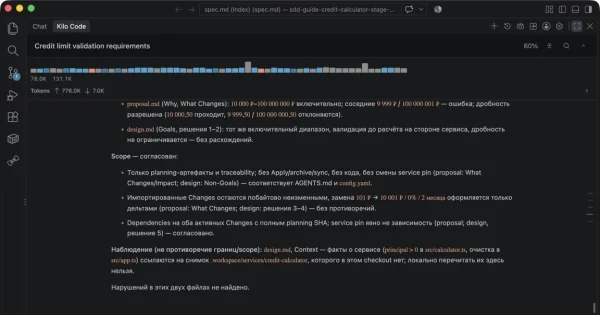 spec.md (Index) (spec.md) — sdd-guide-credit-calculator-stage-...
Chat Kilo Code
Credit limit validation requirements
60%
78.0K 131.1K
Tokens ↑ 776.0K ↓ 7.0K
• proposal.md (Why, What Changes): 10 000 ₽–100 000 000 ₽ включительно; соседние 9 999 ₽ / 100 000 001 ₽ — ошибка; дробность
разрешена (10 000,50 проходит, 9 999,50 / 100 000 000,50 отклоняются).
• design.md (Goals, решения 1–2): тот же включительный диапазон, валидация до расчёта на стороне сервиса, дробность
не ограничивается — без расхождений.
Scope — согласован:
• Только planning-артефакты и traceability; без Apply/archive/sync, без кода, без смены service pin (proposal: What
Changes/Impact; design: Non-Goals) — соответствует AGENTS.md и config.yaml.
• Импортированные Changes остаются побайтово неизменными, замена 101 ₽ → 10 001 ₽ / 0% / 2 месяца оформляется только
дельтами (proposal: What Changes; design: решения 3–4) — без противоречий.
• Dependencies на оба активных Changes с полным planning SHA; service pin явно не зависимость (proposal; design,
решение 5) — согласовано.
Наблюдение (не противоречие границ/scope): design.md, Context — факты о сервисе (principal > 0 в src/calculator.ts, очистка в
src/app.ts) ссылаются на снимок .workspace/services/credit-calculator, которого в этом checkout нет; локально перечитать их здесь
нельзя.
Нарушений в этих двух файлах не найдено.